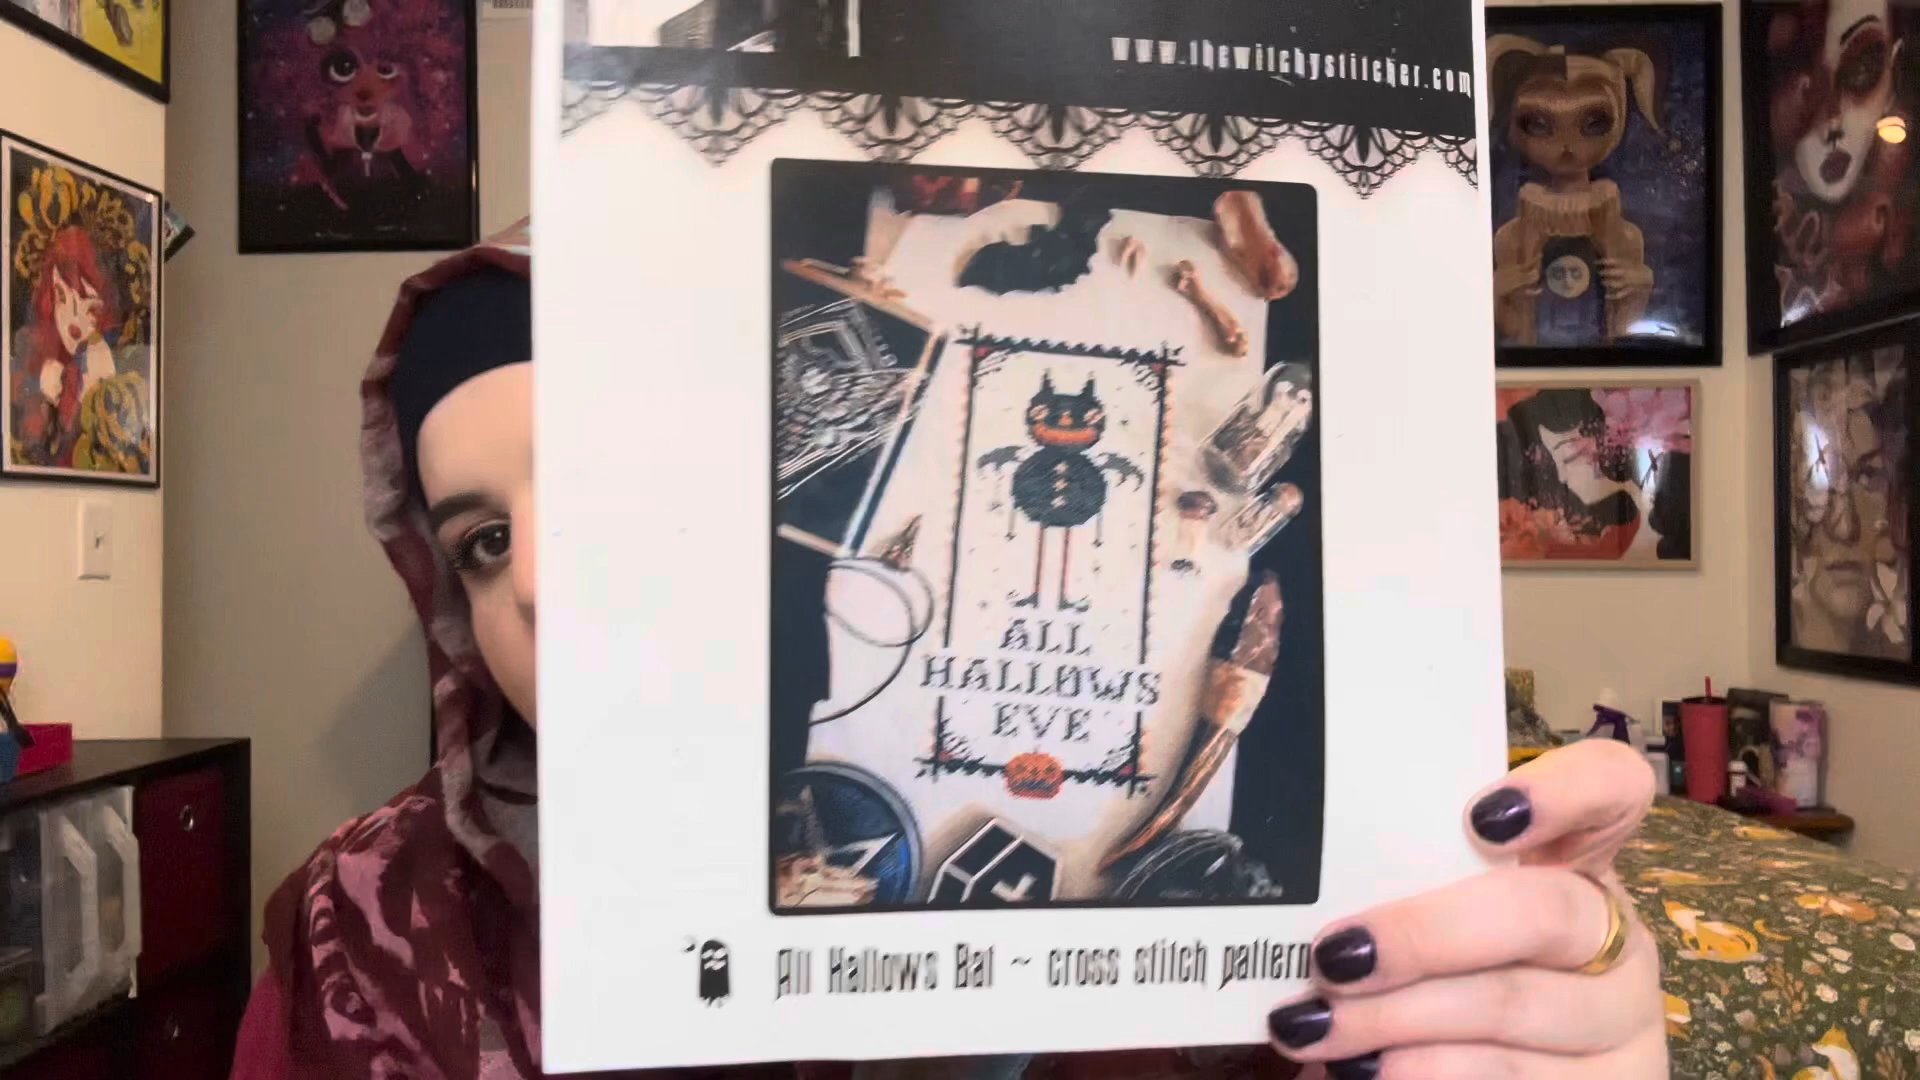 www.thewitchystitcher.com
ALL
HALLOWS
EVE
All Hallows Bat ~ cross stitch pattern